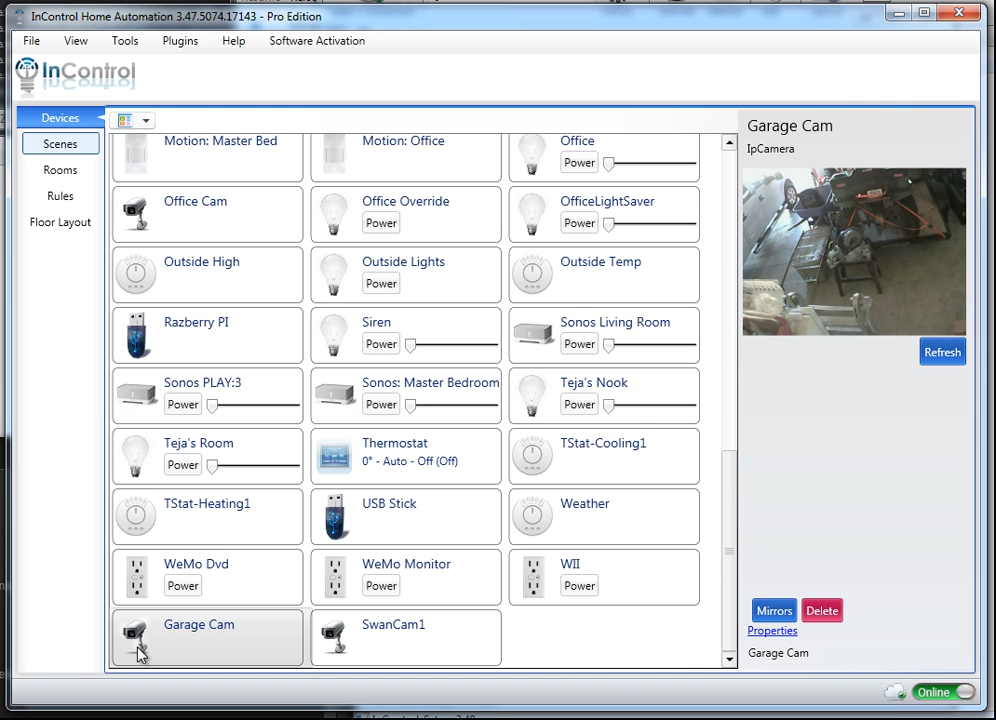 InControl Home Automation 3.47.5074.17143 - Pro Edition
File View Tools Plugins Help Software Activation
InControl
Devices
Scenes
Rooms
Rules
Floor Layout
Motion: Master Bed
Motion: Office
Office
Power
Office Cam
Office Override
Power
OfficeLightSaver
Power
Outside High
Outside Lights
Power
Outside Temp
Razberry PI
Siren
Power
Sonos Living Room
Power
Sonos PLAY:3
Power
Sonos: Master Bedroom
Power
Teja's Nook
Power
Teja's Room
Power
Thermostat
0° - Auto - Off (Off)
TStat-Cooling1
TStat-Heating1
USB Stick
Weather
WeMo Dvd
Power
WeMo Monitor
Power
WII
Power
Garage Cam
SwanCam1
Garage Cam
IpCamera
Refresh
Mirrors Delete
Properties
Garage Cam
Online